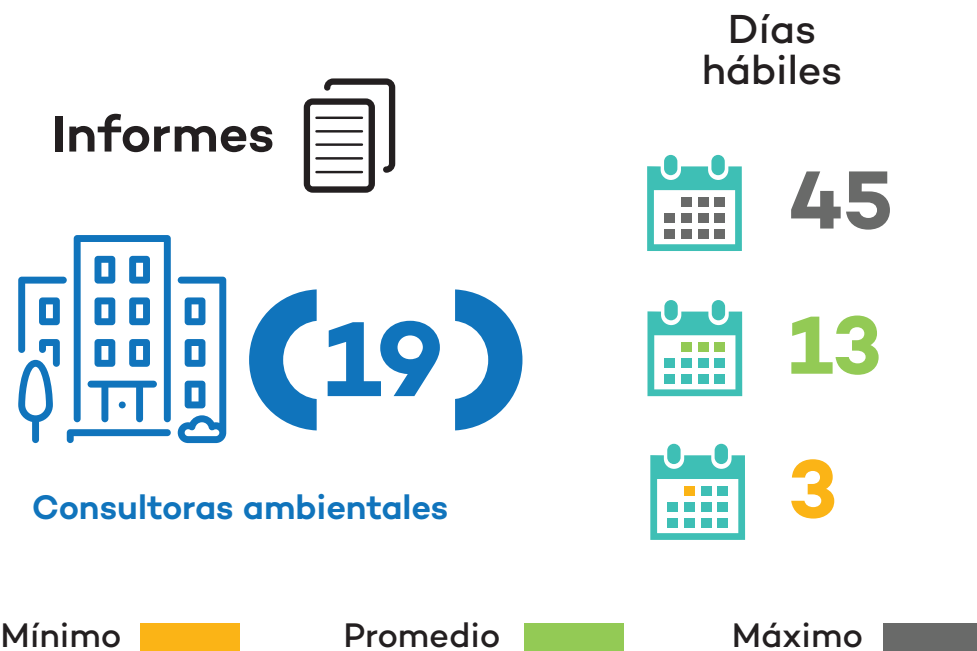 Informes
(19)
Consultoras ambientales
Días
hábiles
45
13
3
Mínimo
Promedio
Máximo